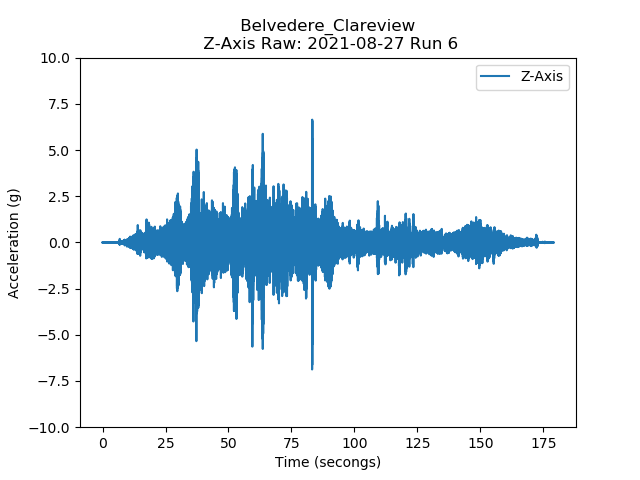 Belvedere_Clareview
Z-Axis Raw: 2021-08-27 Run 6
Z-Axis
10.0
7.5
5.0
2.5
0.0
−2.5
−5.0
−7.5
−10.0
Acceleration (g)
0 25 50 75 100 125 150 175
Time (seconds)